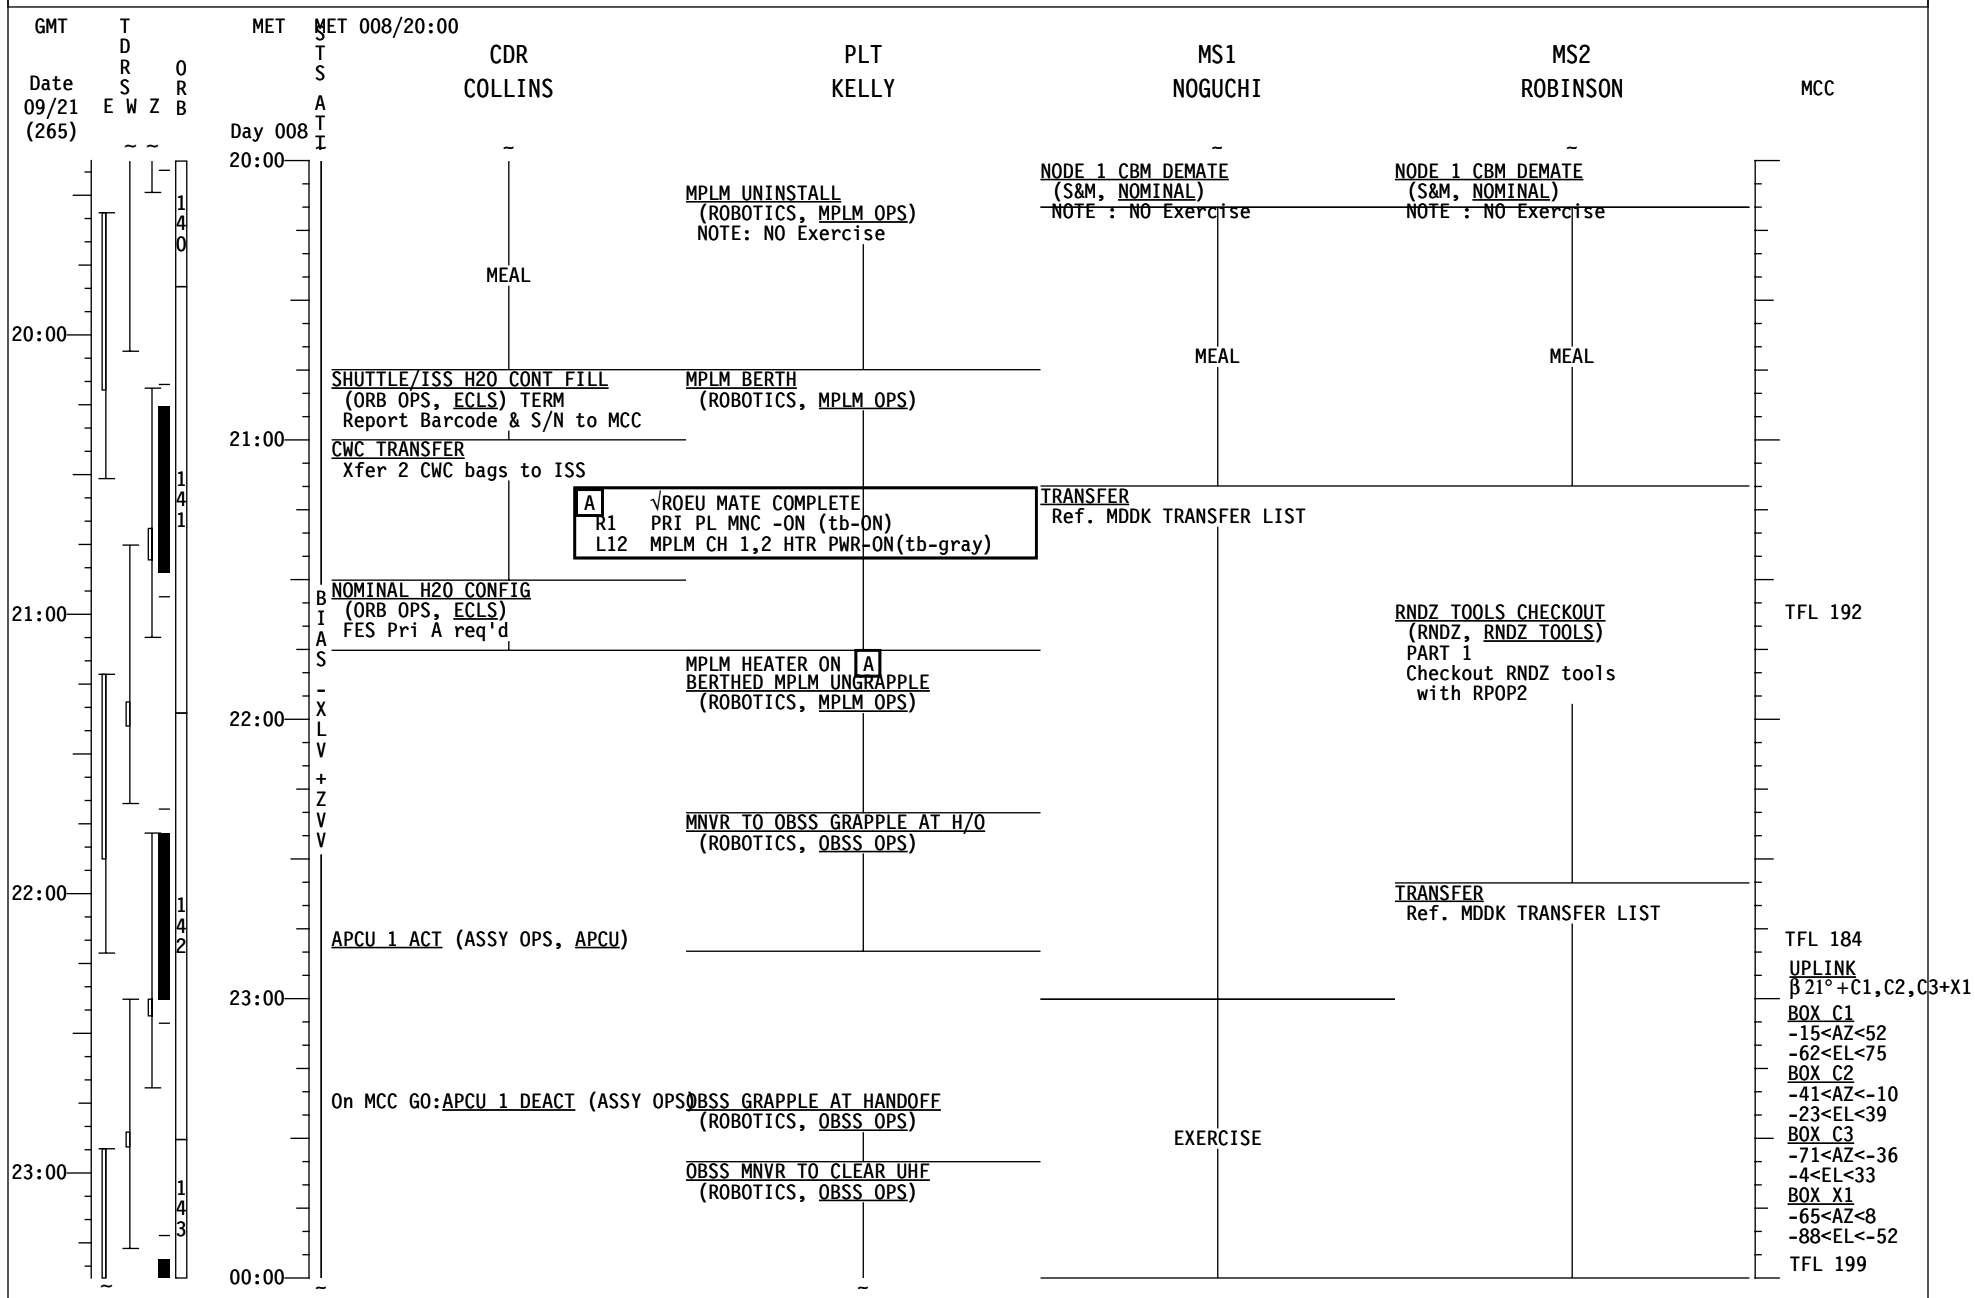 GMT T D R S MET S T S A T T MET 008/20:00
CDR PLT MS1 MS2
COLLINS KELLY NOGUCHI ROBINSON MCC
Date
09/21 E W Z O R B
(265)
Day 008
~ ~ ~ ~ ~ ~
20:00
21:00
22:00
23:00
1 4 0
1 4 1
1 4 2
1 4 3
~
20:00
21:00
22:00
23:00
00:00
B I A S - X L V + Z V V
~
MEAL
SHUTTLE/ISS H2O CONT FILL
(ORB OPS, ECLS) TERM
Report Barcode & S/N to MCC
CWC TRANSFER
Xfer 2 CWC bags to ISS
NOMINAL H2O CONFIG
(ORB OPS, ECLS)
FES Pri A req'd
APCU 1 ACT (ASSY OPS, APCU)
On MCC GO:APCU 1 DEACT (ASSY OPS)
MPLM UNINSTALL
(ROBOTICS, MPLM OPS)
NOTE: NO Exercise
MPLM BERTH
(ROBOTICS, MPLM OPS)
A √ROEU MATE COMPLETE
R1 PRI PL MNC -ON (tb-ON)
L12 MPLM CH 1,2 HTR PWR-ON(tb-gray)
MPLM HEATER ON A
BERTHED MPLM UNGRAPPLE
(ROBOTICS, MPLM OPS)
MNVR TO OBSS GRAPPLE AT H/O
(ROBOTICS, OBSS OPS)
OBSS GRAPPLE AT HANDOFF
(ROBOTICS, OBSS OPS)
OBSS MNVR TO CLEAR UHF
(ROBOTICS, OBSS OPS)
~
NODE 1 CBM DEMATE
(S&M, NOMINAL)
NOTE : NO Exercise
MEAL
TRANSFER
Ref. MDDK TRANSFER LIST
EXERCISE
NODE 1 CBM DEMATE
(S&M, NOMINAL)
NOTE : NO Exercise
MEAL
RNDZ TOOLS CHECKOUT
(RNDZ, RNDZ TOOLS)
PART 1
Checkout RNDZ tools
with RPOP2
TRANSFER
Ref. MDDK TRANSFER LIST
TFL 192
TFL 184
UPLINK
β 21° +C1,C2,C3+X1
BOX C1
-15<AZ<52
-62<EL<75
BOX C2
-41<AZ<-10
-23<EL<39
BOX C3
-71<AZ<-36
-4<EL<33
BOX X1
-65<AZ<8
-88<EL<-52
TFL 199